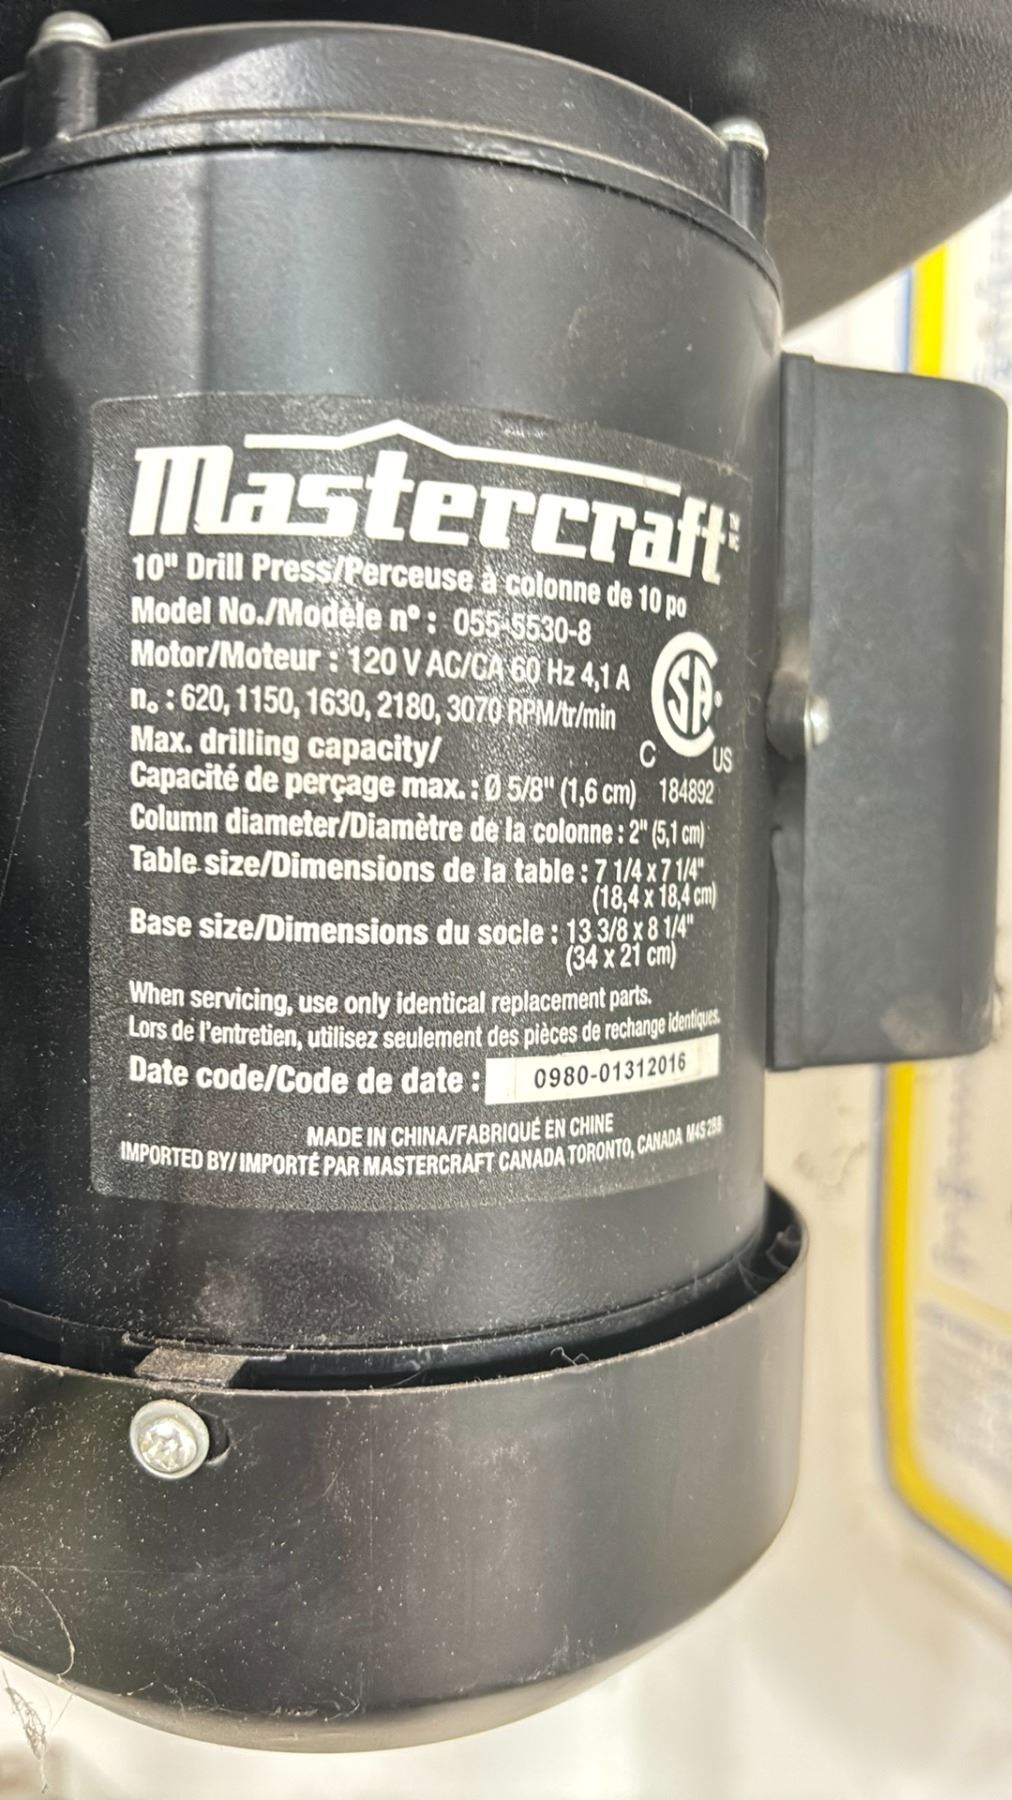 Mastercraft MD MC
10" Drill Press/Perceuse à colonne de 10 po
Model No./Modèle nº : 055-5530-8
Motor/Moteur : 120 V AC/CA 60 Hz 4,1 A
nₒ : 620, 1150, 1630, 2180, 3070 RPM/tr/min
Max. drilling capacity/
Capacité de perçage max. : Ø 5/8" (1,6 cm)
C SA US
184892
Column diameter/Diamètre de la colonne : 2" (5,1 cm)
Table size/Dimensions de la table : 7 1/4 x 7 1/4"
(18,4 x 18,4 cm)
Base size/Dimensions du socle : 13 3/8 x 8 1/4"
(34 x 21 cm)
When servicing, use only identical replacement parts.
Lors de l'entretien, utilisez seulement des pièces de rechange identiques.
Date code/Code de date : 0980-01312016
MADE IN CHINA/FABRIQUÉ EN CHINE
IMPORTED BY/ IMPORTÉ PAR MASTERCRAFT CANADA TORONTO, CANADA M4S 2B8